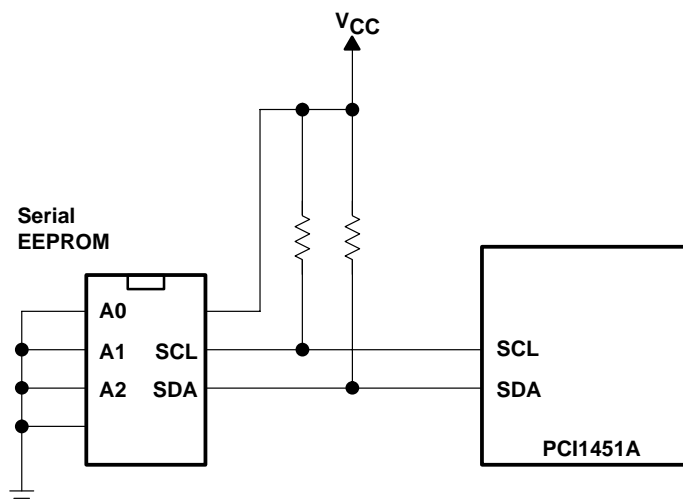 VCC
Serial
EEPROM
A0
A1
SCL
A2
SDA
SCL
SDA
PCI1451A